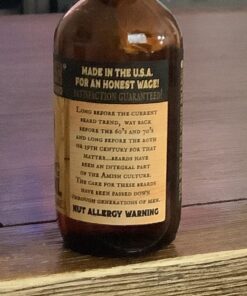 MADE IN THE U.S.A.
FOR AN HONEST WAGE!
SATISFACTION GUARANTEED!
LONG BEFORE THE CURRENT
BEARD TREND, WAY BACK
BEFORE THE 60'S AND 70'S
AND LONG BEFORE THE 20TH
OR 19TH CENTURY FOR THAT
MATTER...BEARDS HAVE
BEEN AN INTEGRAL PART
OF THE AMISH CULTURE.
THE CARE FOR THESE BEARDS
HAVE BEEN PASSED DOWN
THROUGH GENERATIONS OF MEN.
NUT ALLERGY WARNING